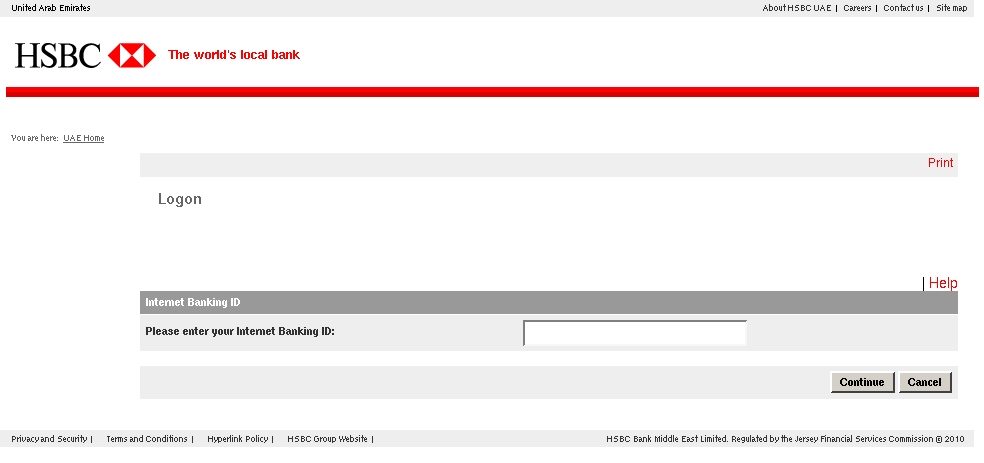 United Arab Emirates
About HSBC UAE | Careers | Contact us | Site map
HSBC The world's local bank
You are here: UAE Home
Print
Logon
| Help
Internet Banking ID
Please enter your Internet Banking ID:
Continue Cancel
Privacy and Security | Terms and Conditions | Hyperlink Policy | HSBC Group Website |
HSBC Bank Middle East Limited. Regulated by the Jersey Financial Services Commission © 2010